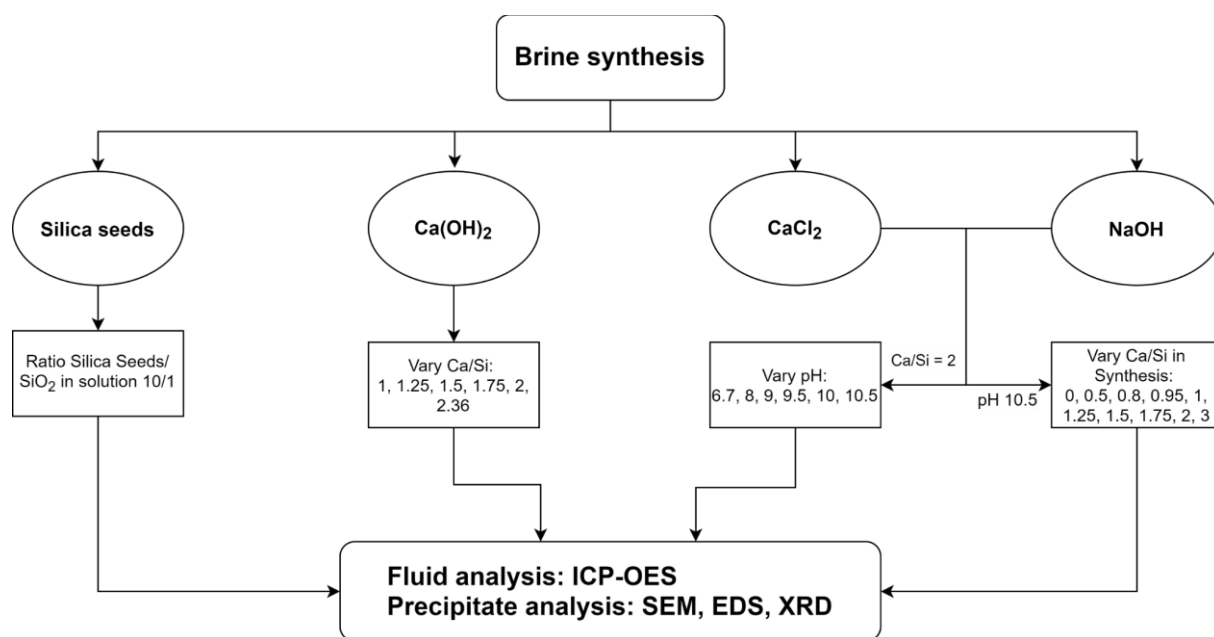 Brine synthesis
Silica seeds
Ca(OH)₂
CaCl₂
NaOH
Ratio Silica Seeds/
SiO₂ in solution 10/1
Vary Ca/Si:
1, 1.25, 1.5, 1.75, 2,
2.36
Vary pH:
6.7, 8, 9, 9.5, 10, 10.5
Ca/Si = 2
pH 10.5
Vary Ca/Si in
Synthesis:
0, 0.5, 0.8, 0.95, 1,
1.25, 1.5, 1.75, 2, 3
Fluid analysis: ICP-OES
Precipitate analysis: SEM, EDS, XRD